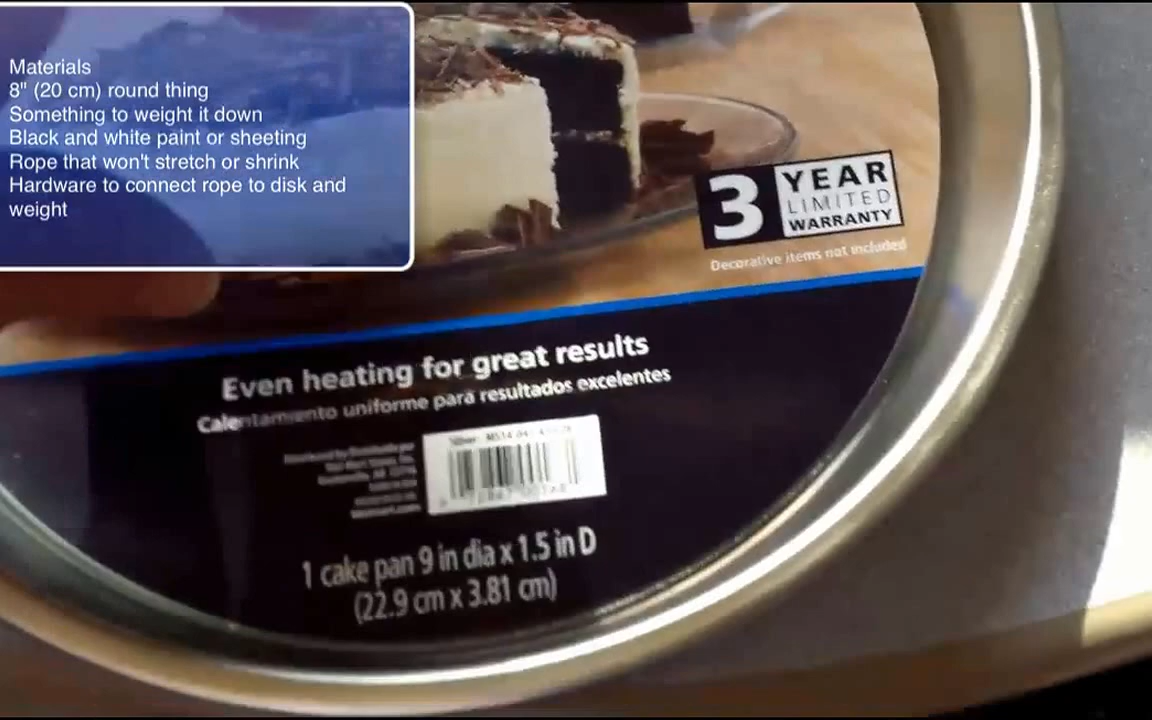 Materials
8" (20 cm) round thing
Something to weight it down
Black and white paint or sheeting
Rope that won't stretch or shrink
Hardware to connect rope to disk and
weight
3 YEAR
LIMITED
WARRANTY
Decorative items not included
Even heating for great results
Calentamiento uniforme para resultados excelentes
1 cake pan 9 in dia x 1.5 in D
(22.9 cm x 3.81 cm)